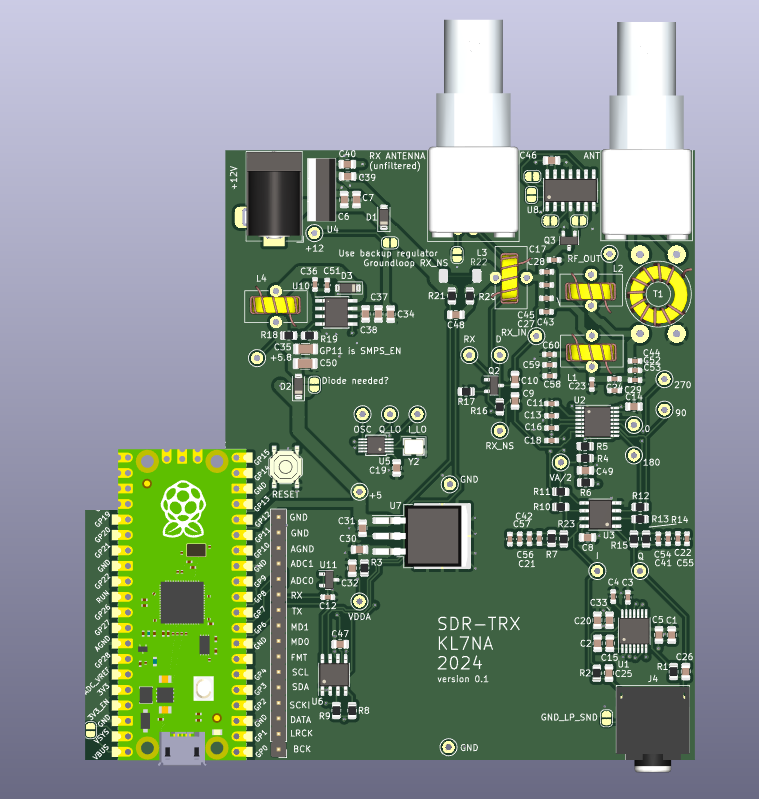 C40
RX ANTENNA
(unfiltered)
C46
ANT
+12V
C39
C7
C6
D1
U4
U8
+12
Q3
Use backup regulator
Groundloop RX_NS
L3
R22
C17
C28
RF_OUT
L2
C36
C51
D3
L4
U10
C37
R21
C34
C38
C48
C45
C27
C43
RX_IN
T1
R18
R19
C35
GP11 is SMPS_EN
+5.8
C50
RX
D
C60
C59
C58
L1
C23
C44
C52
C53
270
D2
Diode needed?
Q2
C10
C9
R17
R16
C11
C13
C16
C18
U2
C14
90
0
OSC
Q_LO
I_LO
RX_NS
R5
R4
C49
180
U5
C19
Y2
VA/2
R6
RESET
+5
GND
U7
R11
R10
R12
R13
R14
U3
C31
C30
C42
C57
C56
C21
R23
R7
C8
R15
C54
C22
C41
C55
I
Q
U11
C32
R3
C12
VDDA
C47
U6
R9
R8
GND
GND
AGND
ADC1
ADC0
RX
TX
MD1
MD0
FMT
SCL
SDA
SCKI
DATA
LRCK
BCK
GP15
GP14
GND
GP13
GP12
GP11
GP10
GND
GP9
GP8
GP7
GP6
GND
GP4
GP3
GP2
GND
GP1
GP0
GP19
GP20
GP21
GND
GP22
RUN
GP26
GP27
AGND
GP28
ADC_VREF
3V3
3V3_EN
GND
VSYS
VBUS
SDR-TRX
KL7NA
2024
version 0.1
C4
C3
C33
C20
C5
C1
C2
C15
U1
C25
R1
C26
J4
GND_LP_SND
GND